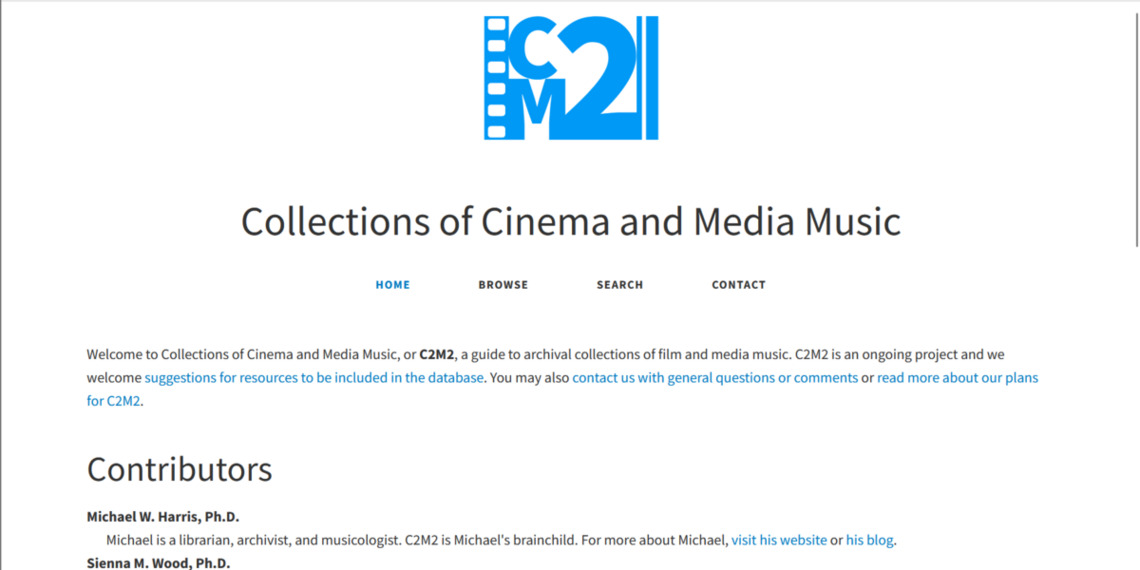 C
M2
Collections of Cinema and Media Music
HOME BROWSE SEARCH CONTACT
Welcome to Collections of Cinema and Media Music, or C2M2, a guide to archival collections of film and media music. C2M2 is an ongoing project and we
welcome suggestions for resources to be included in the database. You may also contact us with general questions or comments or read more about our plans
for C2M2.
Contributors
Michael W. Harris, Ph.D.
Michael is a librarian, archivist, and musicologist. C2M2 is Michael's brainchild. For more about Michael, visit his website or his blog.
Sienna M. Wood, Ph.D.